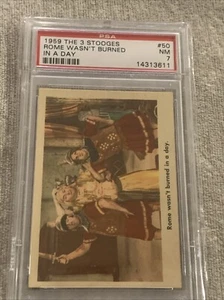 PSA
1959 THE 3 STOOGES #50
ROME WASN'T BURNED NM
IN A DAY 7
14313611
Rome wasn't burned in a day.